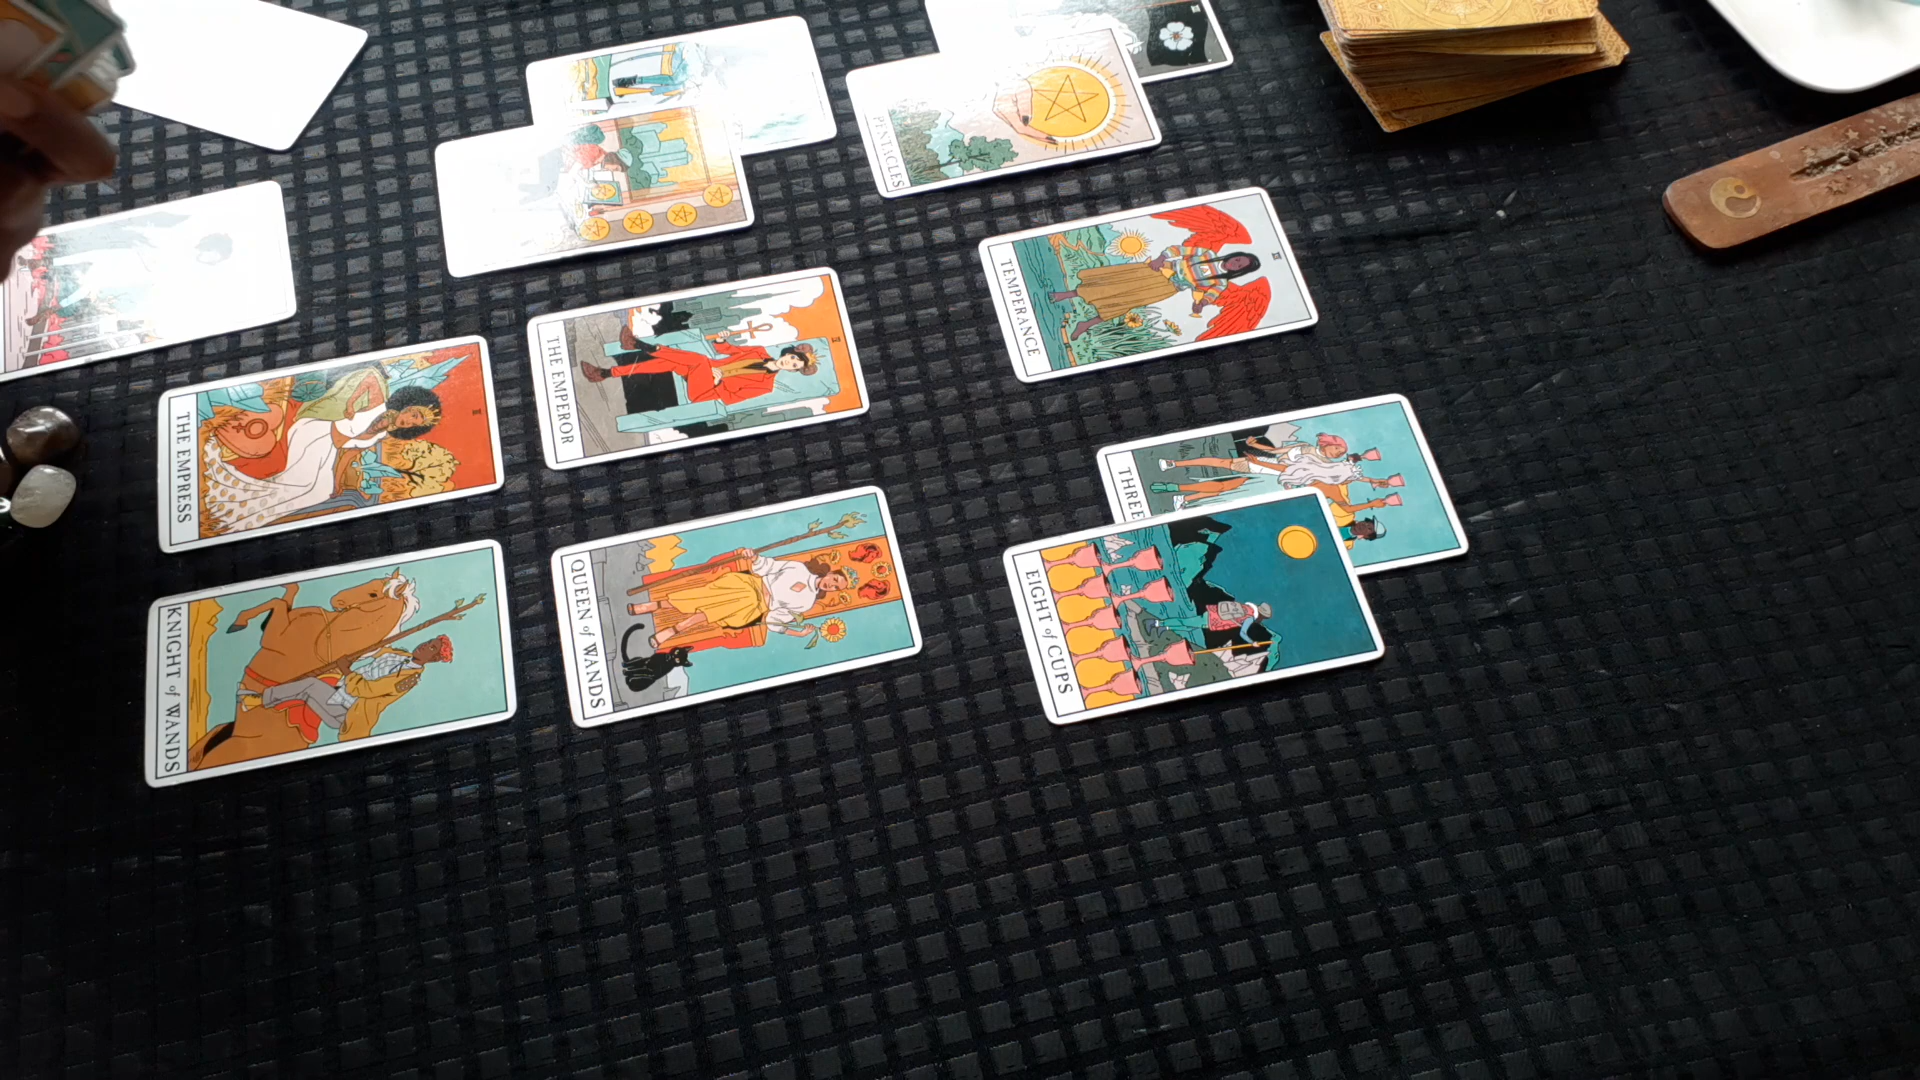 PENTACLES
TEMPERANCE
THE EMPEROR
THE EMPRESS
THREE
QUEEN of WANDS
EIGHT of CUPS
KNIGHT of WANDS